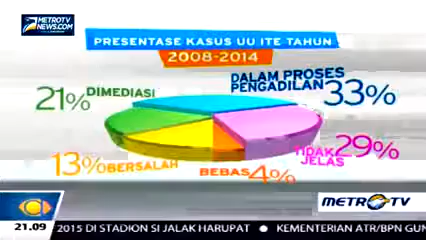 METROTV
NEWS.COM
PRESENTASE KASUS UU ITE TAHUN
2008-2014
21% DIMEDIASI
DALAM PROSES
PENGADILAN 33%
TIDAK
JELAS 29%
13% BERSALAH
BEBAS 4%
METROTV
21.09
2015 DI STADION SI JALAK HARUPAT
KEMENTERIAN ATR/BPN GUN